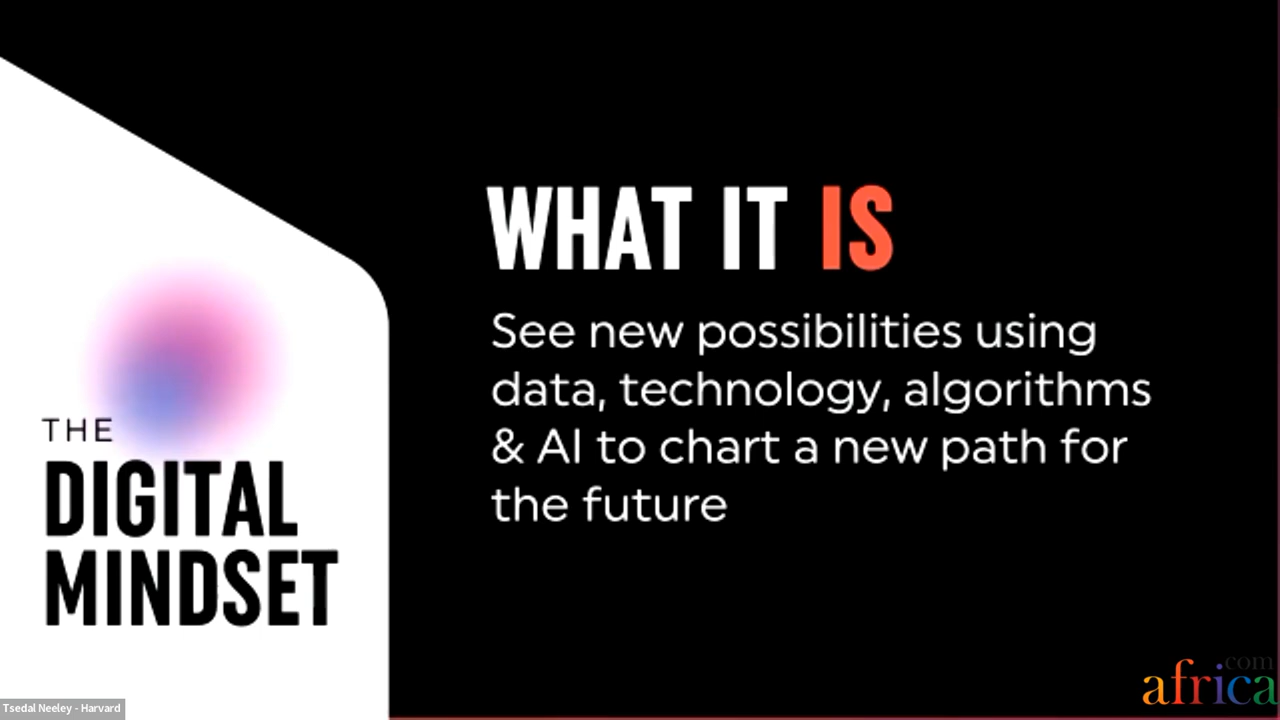 THE
DIGITAL
MINDSET
WHAT IT IS
See new possibilities using
data, technology, algorithms
& AI to chart a new path for
the future
Tsedal Neeley - Harvard
com
africa